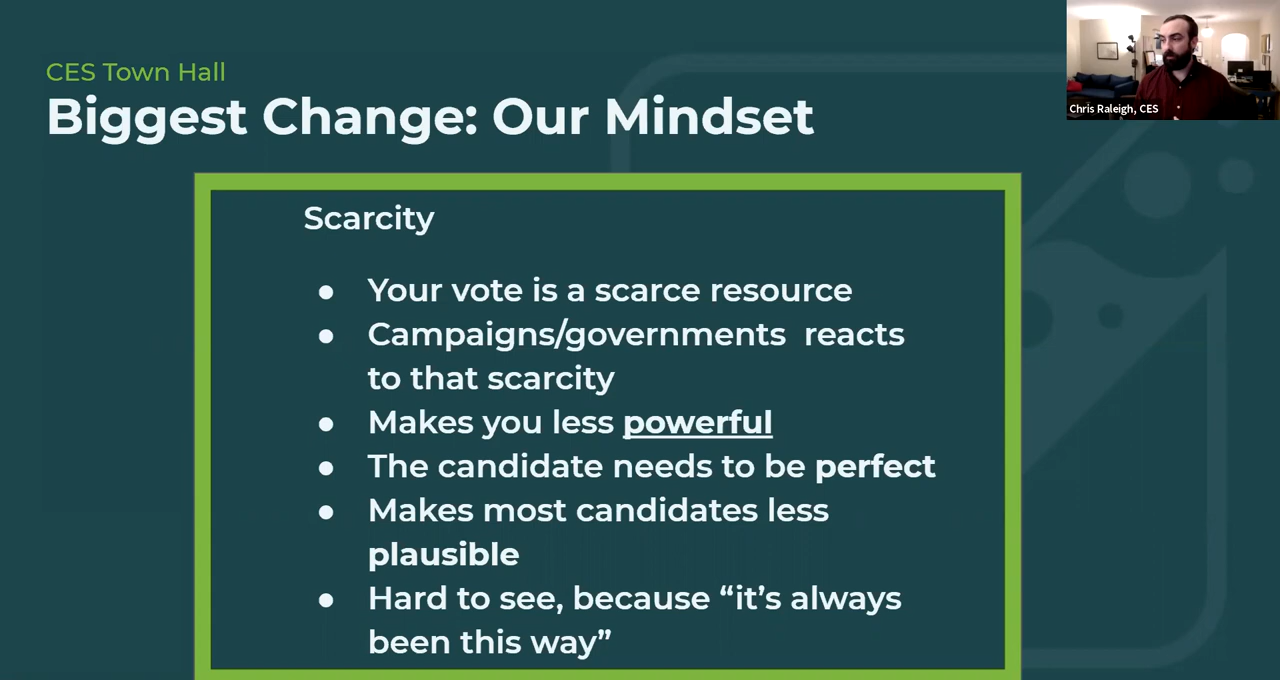 CES Town Hall
Biggest Change: Our Mindset
Chris Raleigh, CES
Scarcity
● Your vote is a scarce resource
● Campaigns/governments  reacts
to that scarcity
● Makes you less powerful
● The candidate needs to be perfect
● Makes most candidates less
plausible
● Hard to see, because “it’s always
been this way”